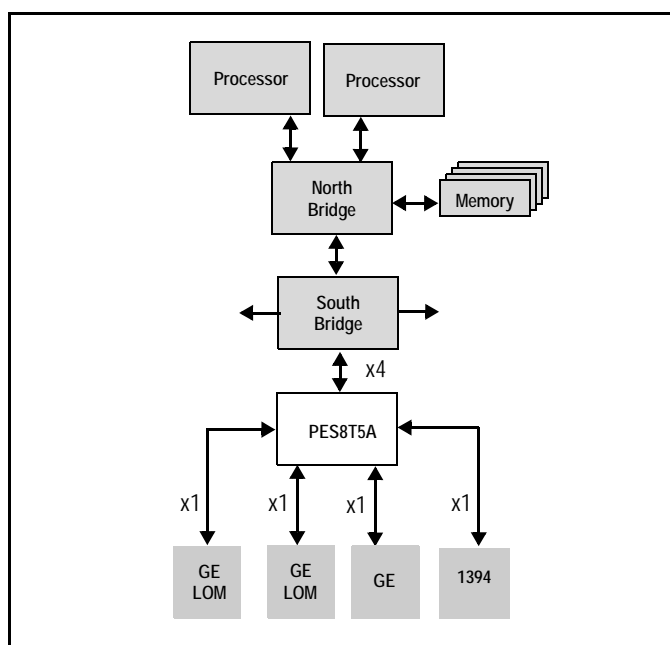 Processor
Processor
North
Bridge
Memory
South
Bridge
x4
PES8T5A
x1
x1
x1
x1
GE
LOM
GE
LOM
GE
1394